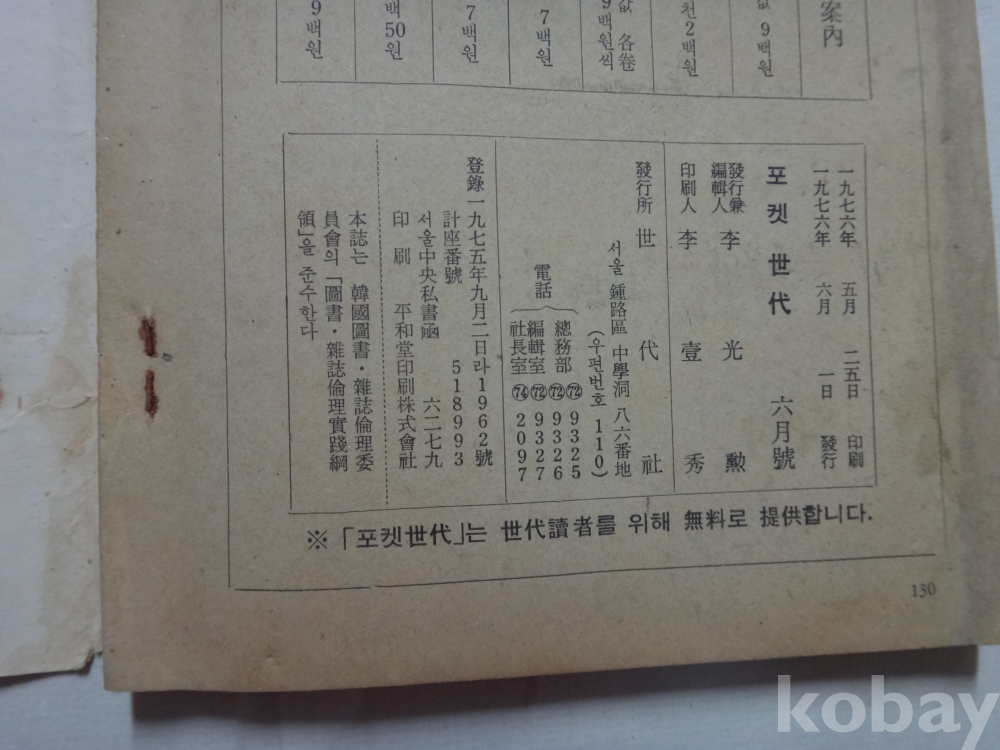 案內
값 9백원
천2백원
값 各卷
9백원씩
7백원
7백원
백50원
9백원
一九七六年 五月 二五日 印刷
一九七六年 六月 一日 發行
포켓 世代 六月號
發行兼
編輯人 李光勳
印刷人 李壹秀
發行所 世代社
서울 鍾路區 中學洞 八六番地
(우편번호 110)
電話
總務部 ㉒ 9325
㉒ 9326
編輯室 ㉒ 9327
社長室 ㉔ 2097
登錄一九七五年九月二日라1962號
計座番號 518993
서울中央私書函 六二七九
印刷 平和堂印刷株式會社
本誌는 韓國圖書·雜誌倫理委
員會의 「圖書·雜誌倫理實踐綱
領」을 준수한다
※「포켓世代」는 世代讀者를 위해 無料로 提供합니다.
130
kobay